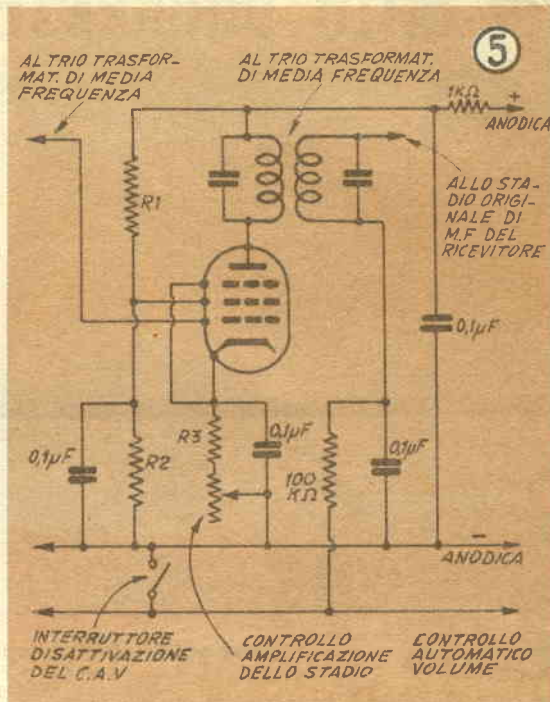 5
AL TRIO TRASFOR-
MAT. DI MEDIA
FREQUENZA
AL TRIO TRASFORMAT.
DI MEDIA FREQUENZA
1KΩ
+
ANODICA
R1
ALLO STA-
DIO ORIGI-
NALE DI
M.F DEL
RICEVITORE
0,1µF
0,1µF
R2
R3
0,1µF
100
KΩ
0,1µF
-
ANODICA
INTERRUTTORE
DISATTIVAZIONE
DEL C.A.V
CONTROLLO
AMPLIFICAZIONE
DELLO STADIO
CONTROLLO
AUTOMATICO
VOLUME